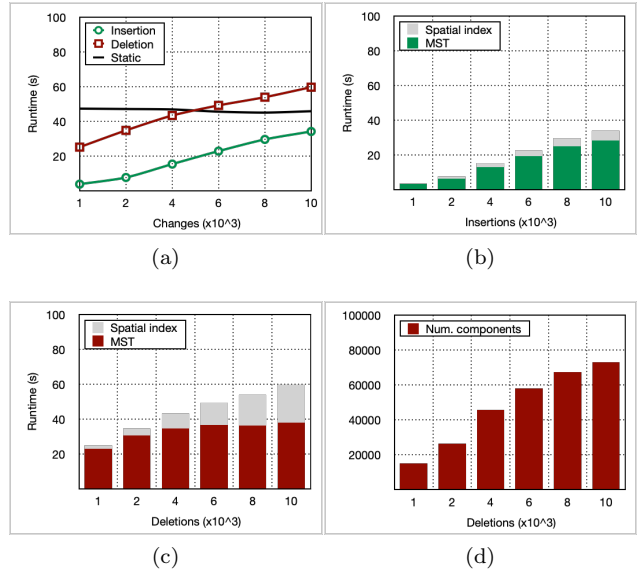 100
80
60
40
20
Runtime (s)
Insertion
Deletion
Static
1 2 4 6 8 10
Changes (x10^3)
(a)
100
80
60
40
20
Runtime (s)
Spatial index
MST
1 2 4 6 8 10
Insertions (x10^3)
(b)
100
80
60
40
20
Runtime (s)
Spatial index
MST
1 2 4 6 8 10
Deletions (x10^3)
(c)
100000
80000
60000
40000
20000
Num. components
1 2 4 6 8 10
Deletions (x10^3)
(d)